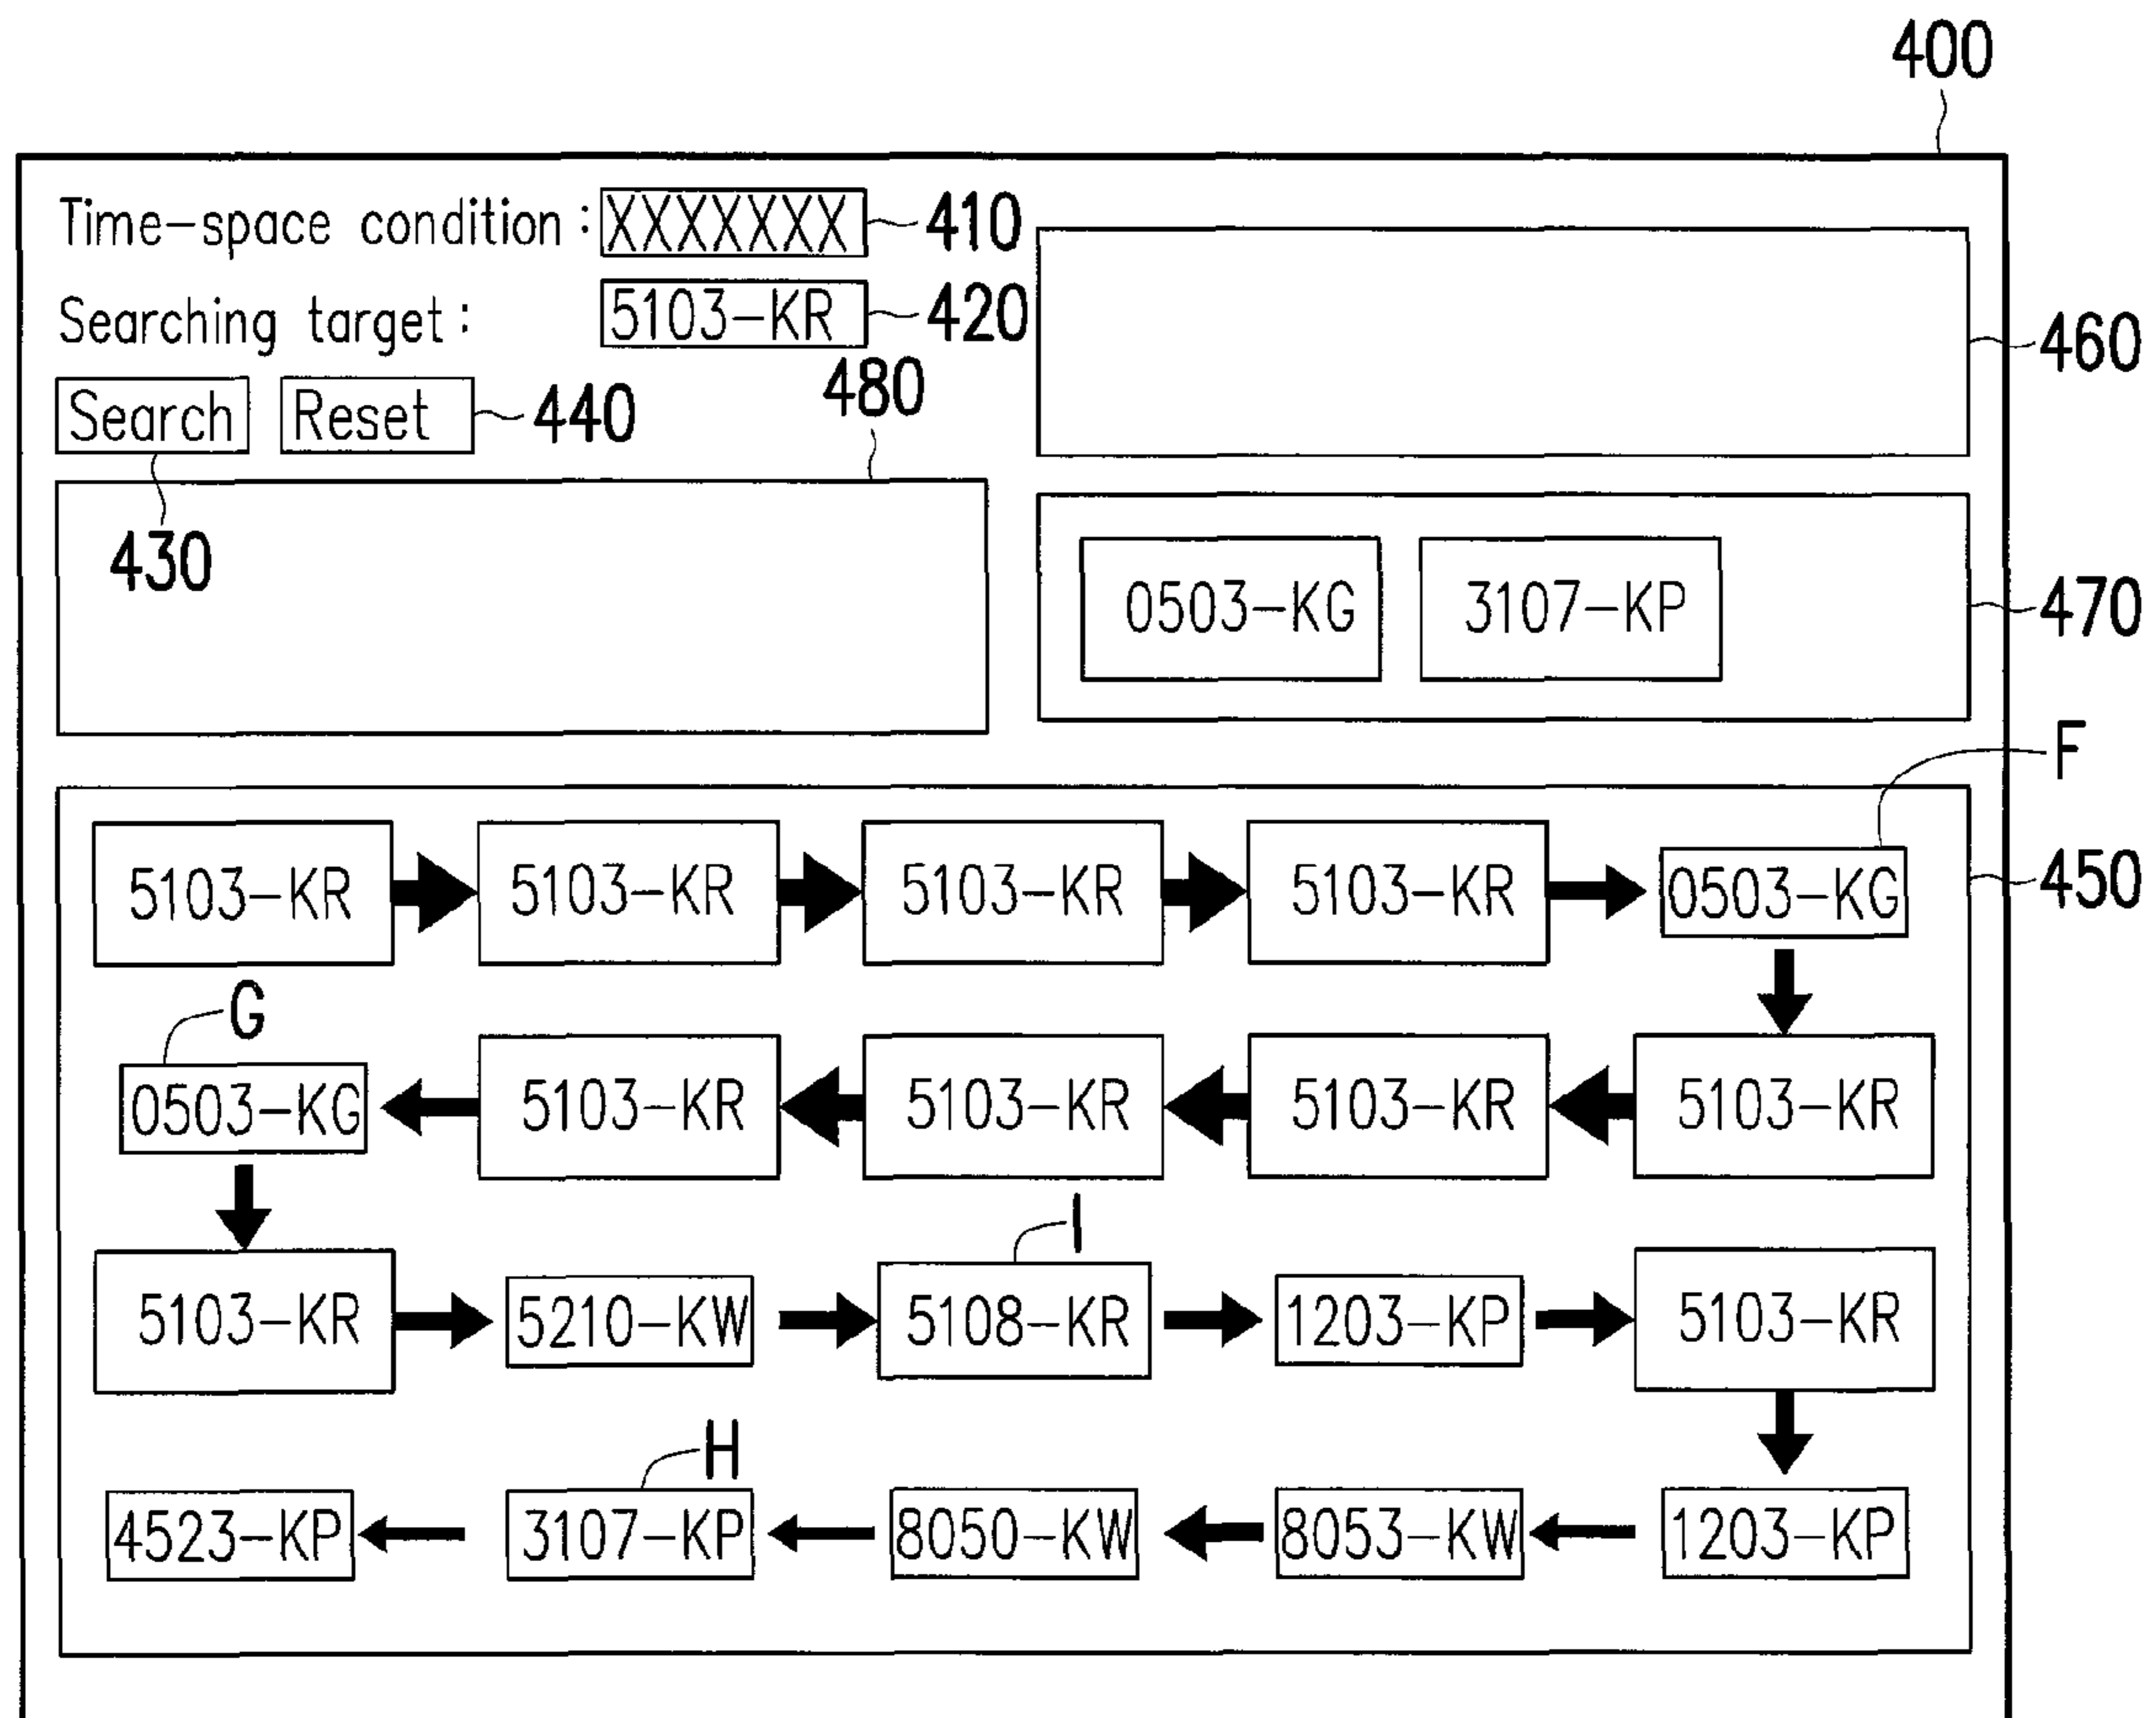 400
Time-space condition : XXXXXXX 410
Searching target : 5103-KR 420
460
Search Reset 440
480
430
0503-KG 3107-KP 470
F
5103-KR 5103-KR 5103-KR 5103-KR 0503-KG 450
G
0503-KG 5103-KR 5103-KR 5103-KR 5103-KR
I
5103-KR 5210-KW 5108-KR 1203-KP 5103-KR
H
4523-KP 3107-KP 8050-KW 8053-KW 1203-KP